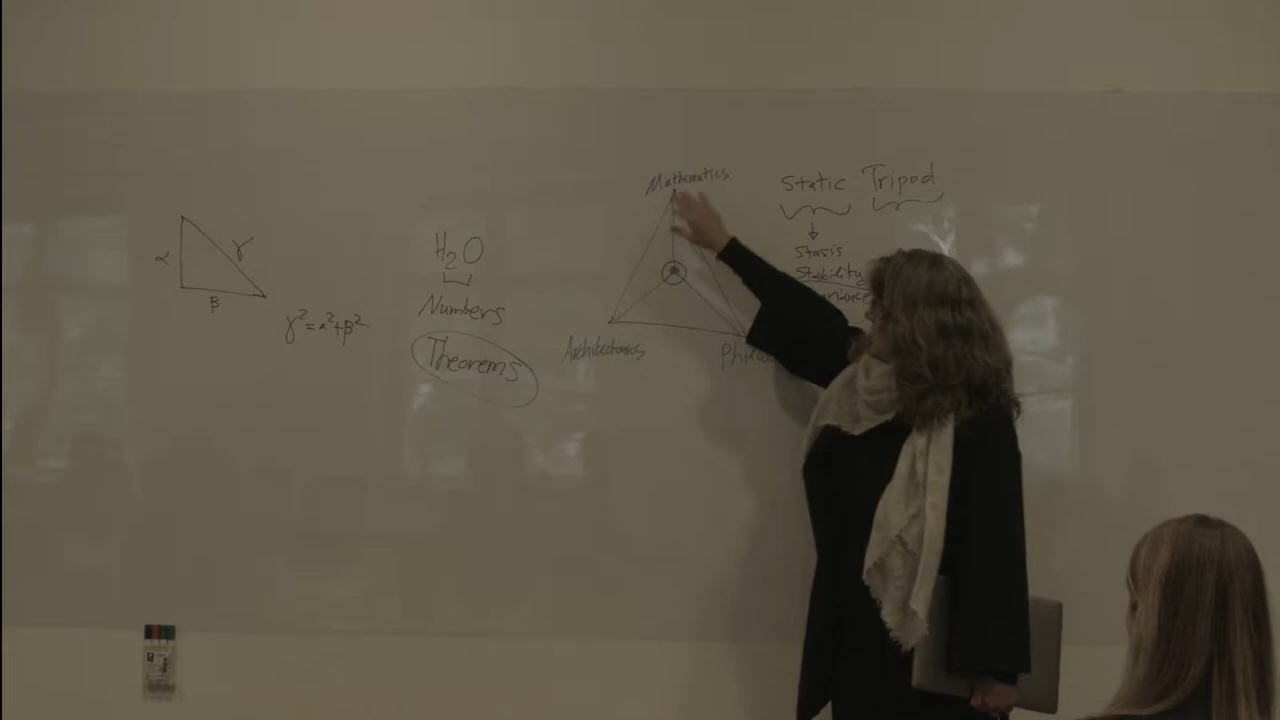 α
γ
β
γ²=α²+β²
H₂O
Numbers
Theorems
Mathematics
Architectonics
Static Tripod
Stasis
Stability